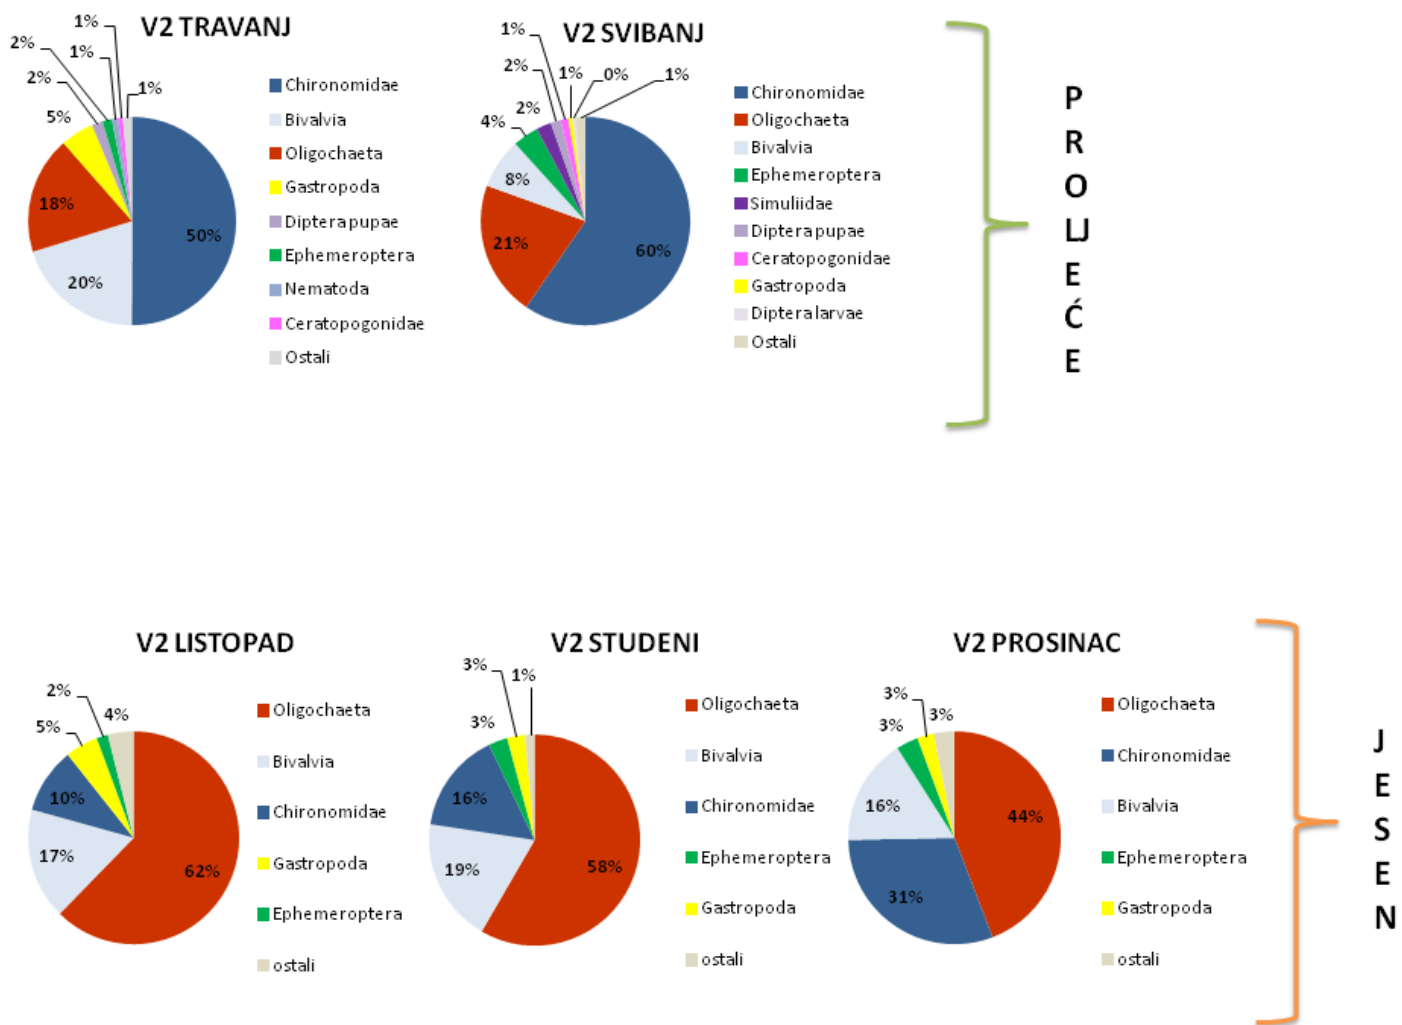 V2 TRAVANJ
1%
1%
2%
2%
1%
5%
18%
50%
20%
Chironomidae
Bivalvia
Oligochaeta
Gastropoda
Diptera pupae
Ephemeroptera
Nematoda
Ceratopogonidae
Ostali
V2 SVIBANJ
1%
2%
1%
0%
1%
2%
4%
8%
21%
60%
Chironomidae
Oligochaeta
Bivalvia
Ephemeroptera
Simuliidae
Diptera pupae
Ceratopogonidae
Gastropoda
Diptera larvae
Ostali
P
R
O
LJ
E
Ć
E
V2 LISTOPAD
2%
4%
5%
10%
17%
62%
Oligochaeta
Bivalvia
Chironomidae
Gastropoda
Ephemeroptera
ostali
V2 STUDENI
3%
1%
3%
16%
19%
58%
Oligochaeta
Bivalvia
Chironomidae
Ephemeroptera
Gastropoda
ostali
V2 PROSINAC
3%
3%
3%
16%
44%
31%
Oligochaeta
Chironomidae
Bivalvia
Ephemeroptera
Gastropoda
ostali
J
E
S
E
N